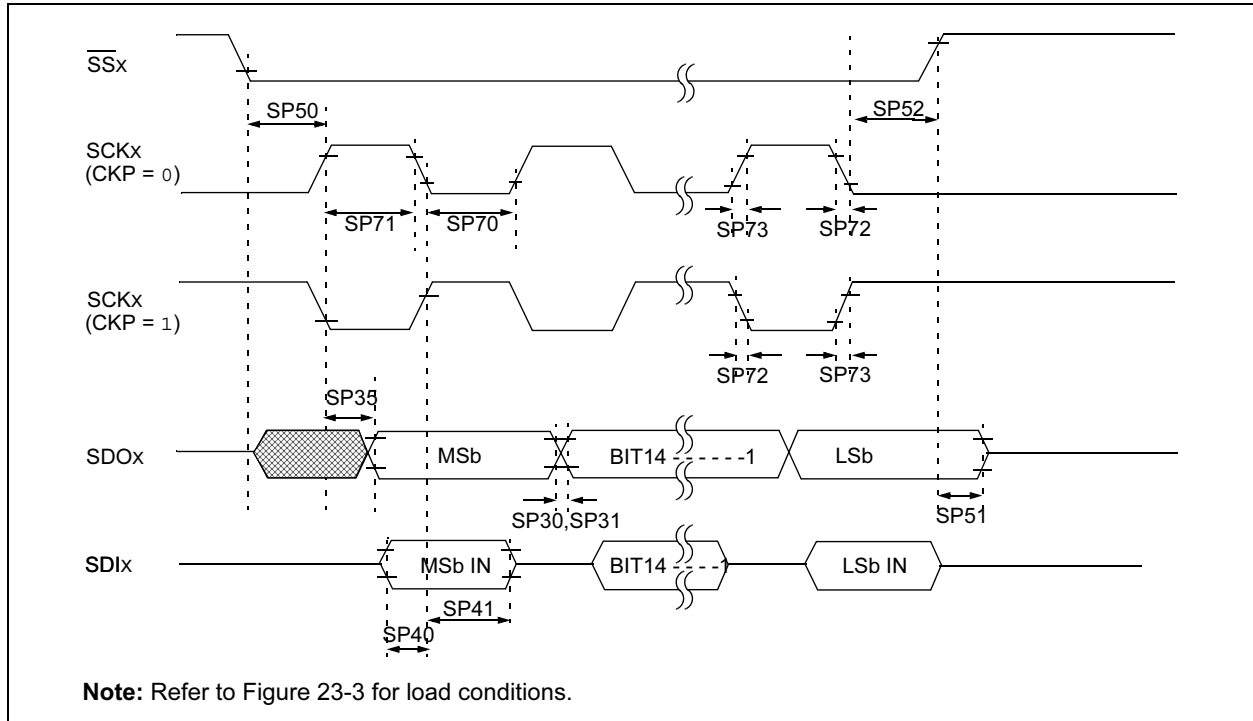 SSx
SP50
SP52
SCKx
(CKP = 0)
SP71
SP70
SP73
SP72
SCKx
(CKP = 1)
SP72
SP73
SP35
SDOx
MSb
BIT14 - - - - - -1
LSb
SP30,SP31
SP51
SDIx
MSb IN
BIT14 - - - - -1
LSb IN
SP41
SP40
Note: Refer to Figure 23-3 for load conditions.